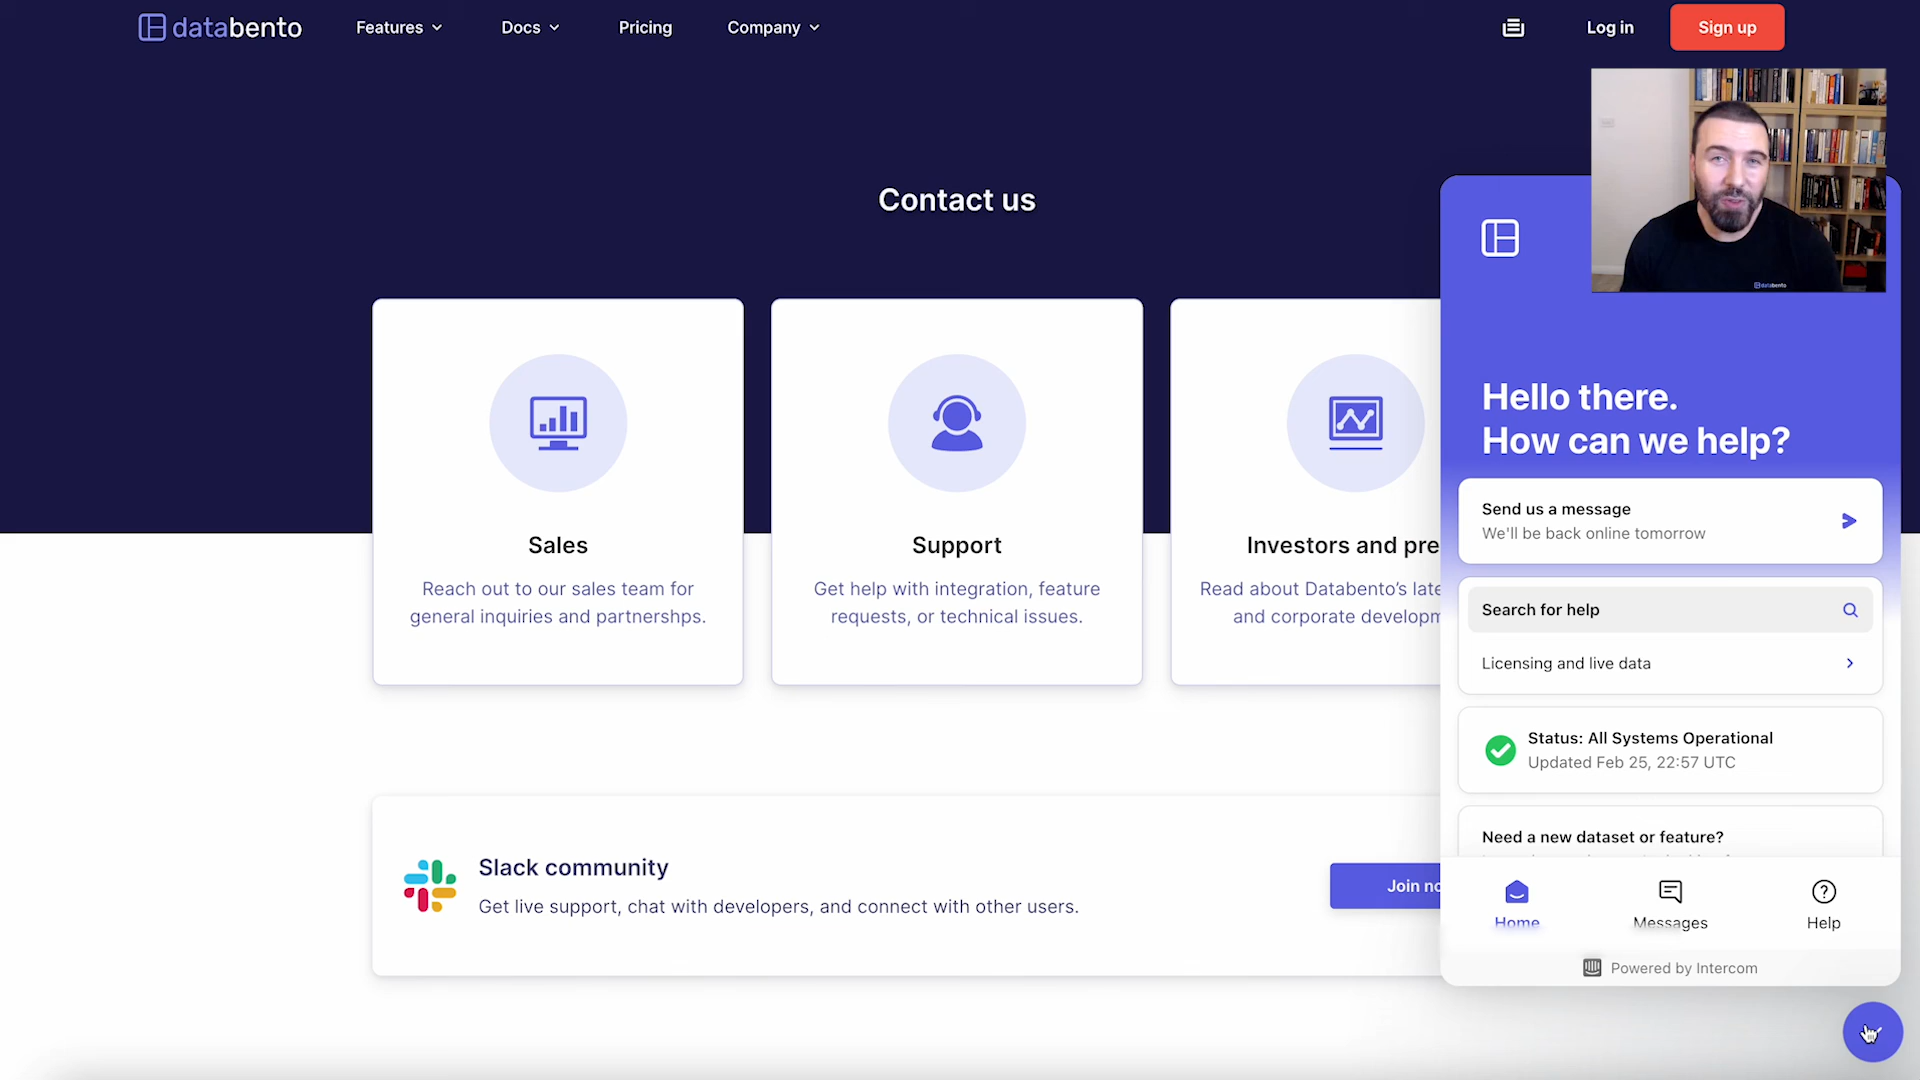 databento
Features
Docs
Pricing
Company
Log in
Sign up
databento
Contact us
Sales
Reach out to our sales team for
general inquiries and partnershps.
Support
Get help with integration, feature
requests, or technical issues.
Investors and pre
Read about Databento’s late
and corporate developm
Slack community
Get live support, chat with developers, and connect with other users.
Join no
Hello there.
How can we help?
Send us a message
We'll be back online tomorrow
Search for help
Licensing and live data
Status: All Systems Operational
Updated Feb 25, 22:57 UTC
Need a new dataset or feature?
Home
Messages
Help
Powered by Intercom